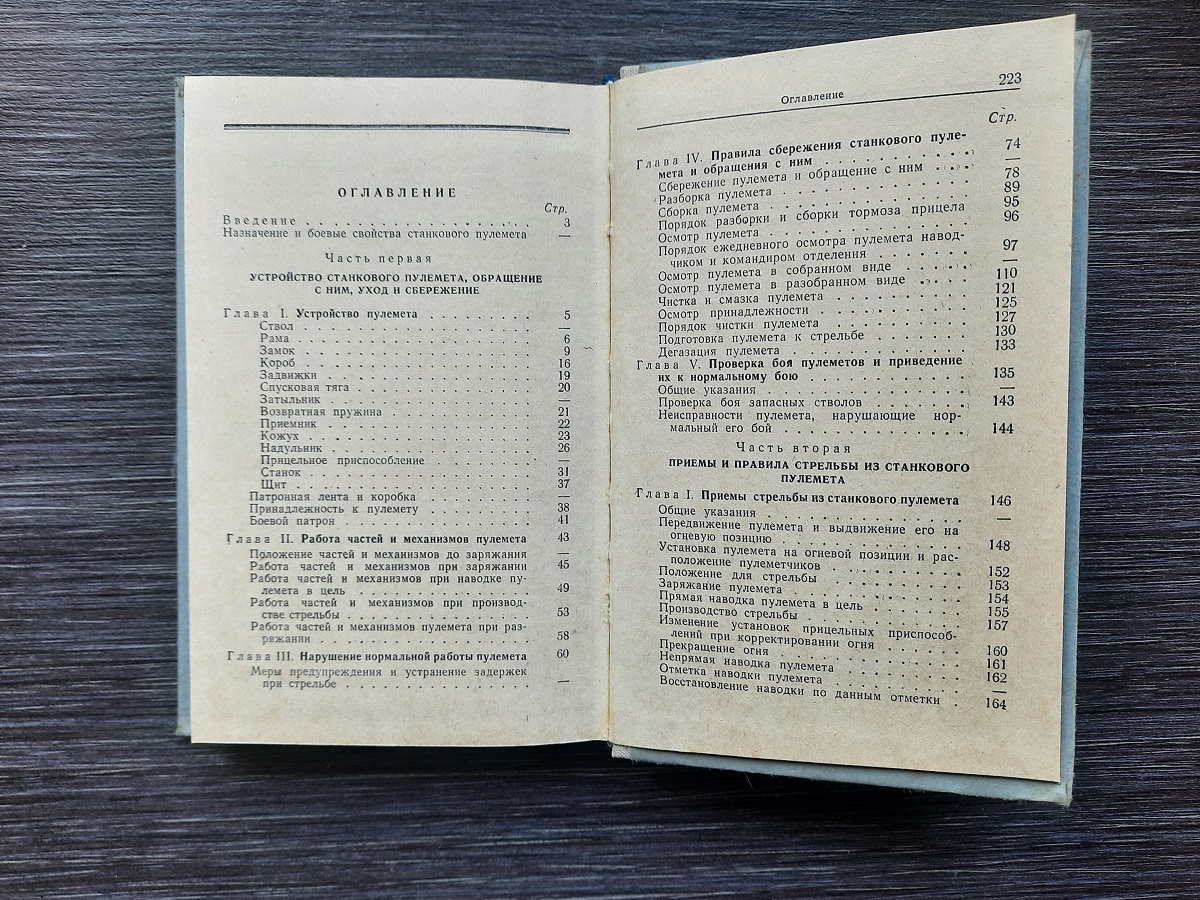 ОГЛАВЛЕНИЕ
Стр.
Введение . . . . . . . . . . . . . . . . 3
Назначение и боевые свойства станкового пулемета —
Часть первая
УСТРОЙСТВО СТАНКОВОГО ПУЛЕМЕТА, ОБРАЩЕНИЕ
С НИМ, УХОД И СБЕРЕЖЕНИЕ
Глава I. Устройство пулемета . . . . . . . . 5
Ствол . . . . . . . . . . . . . . . . —
Рама . . . . . . . . . . . . . . . . 6
Замок . . . . . . . . . . . . . . . . 9
Короб . . . . . . . . . . . . . . . . 16
Задвижки . . . . . . . . . . . . . . 19
Спусковая тяга . . . . . . . . . . . . 20
Затыльник . . . . . . . . . . . . . . —
Возвратная пружина . . . . . . . . . . 21
Приемник . . . . . . . . . . . . . . 22
Кожух . . . . . . . . . . . . . . . . 23
Надульник . . . . . . . . . . . . . . 26
Прицельное приспособление . . . . . . . —
Станок . . . . . . . . . . . . . . . 31
Щит . . . . . . . . . . . . . . . . 37
Патронная лента и коробка . . . . . . . . —
Принадлежность к пулемету . . . . . . . . 38
Боевой патрон . . . . . . . . . . . . . 41
Глава II. Работа частей и механизмов пулемета 43
Положение частей и механизмов до заряжания —
Работа частей и механизмов при заряжании . 45
Работа частей и механизмов при наводке пу-
лемета в цель . . . . . . . . . . . . 49
Работа частей и механизмов при производ-
стве стрельбы . . . . . . . . . . . . 53
Работа частей и механизмов пулемета при раз-
ряжании . . . . . . . . . . . . . . 58
Глава III. Нарушение нормальной работы пулемета 60
Меры предупреждения и устранение задержек
при стрельбе . . . . . . . . . . . . —
Оглавление 223
Стр.
Глава IV. Правила сбережения станкового пуле-
мета и обращения с ним . . . . . . . . 74
Сбережение пулемета и обращение с ним . . —
Разборка пулемета . . . . . . . . . . . 78
Сборка пулемета . . . . . . . . . . . . 89
Порядок разборки и сборки тормоза прицела 95
Осмотр пулемета . . . . . . . . . . . . 96
Порядок ежедневного осмотра пулемета навод-
чиком и командиром отделения . . . . . 97
Осмотр пулемета в собранном виде . . . . —
Осмотр пулемета в разобранном виде . . . 110
Чистка и смазка пулемета . . . . . . . . 121
Осмотр принадлежности . . . . . . . . . 125
Порядок чистки пулемета . . . . . . . . 127
Подготовка пулемета к стрельбе . . . . . 130
Дегазация пулемета . . . . . . . . . . . 133
Глава V. Проверка боя пулеметов и приведение
их к нормальному бою . . . . . . . . . 135
Общие указания . . . . . . . . . . . . —
Проверка боя запасных стволов . . . . . . 143
Неисправности пулемета, нарушающие нор-
мальный его бой . . . . . . . . . . . 144
Часть вторая
ПРИЕМЫ И ПРАВИЛА СТРЕЛЬБЫ ИЗ СТАНКОВОГО
ПУЛЕМЕТА
Глава I. Приемы стрельбы из станкового пулемета 146
Общие указания . . . . . . . . . . . . —
Передвижение пулемета и выдвижение его на
огневую позицию . . . . . . . . . . . 148
Установка пулемета на огневой позиции и рас-
положение пулеметчиков . . . . . . . . 152
Положение для стрельбы . . . . . . . . . 153
Заряжание пулемета . . . . . . . . . . . 154
Прямая наводка пулемета в цель . . . . . 155
Производство стрельбы . . . . . . . . . 157
Изменение установок прицельных приспособ-
лений при корректировании огня . . . . 160
Прекращение огня . . . . . . . . . . . 161
Непрямая наводка пулемета . . . . . . . 162
Отметка наводки пулемета . . . . . . . . —
Восстановление наводки по данным отметки . 164